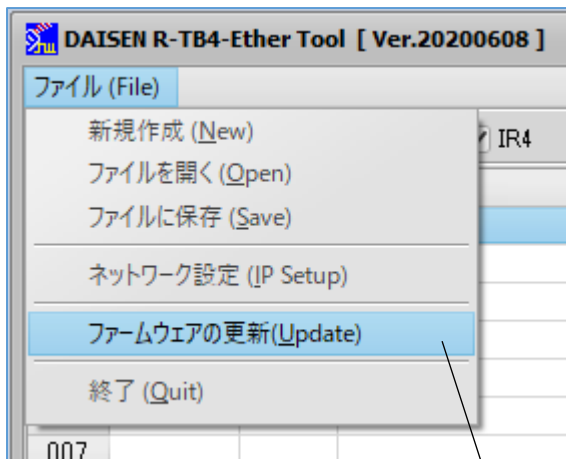 DAISEN R-TB4-Ether Tool [ Ver.20200608 ]
ファイル (File)
新規作成 (New)
IR4
ファイルを開く (Open)
ファイルに保存 (Save)
ネットワーク設定 (IP Setup)
ファームウェアの更新(Update)
終了 (Quit)
007